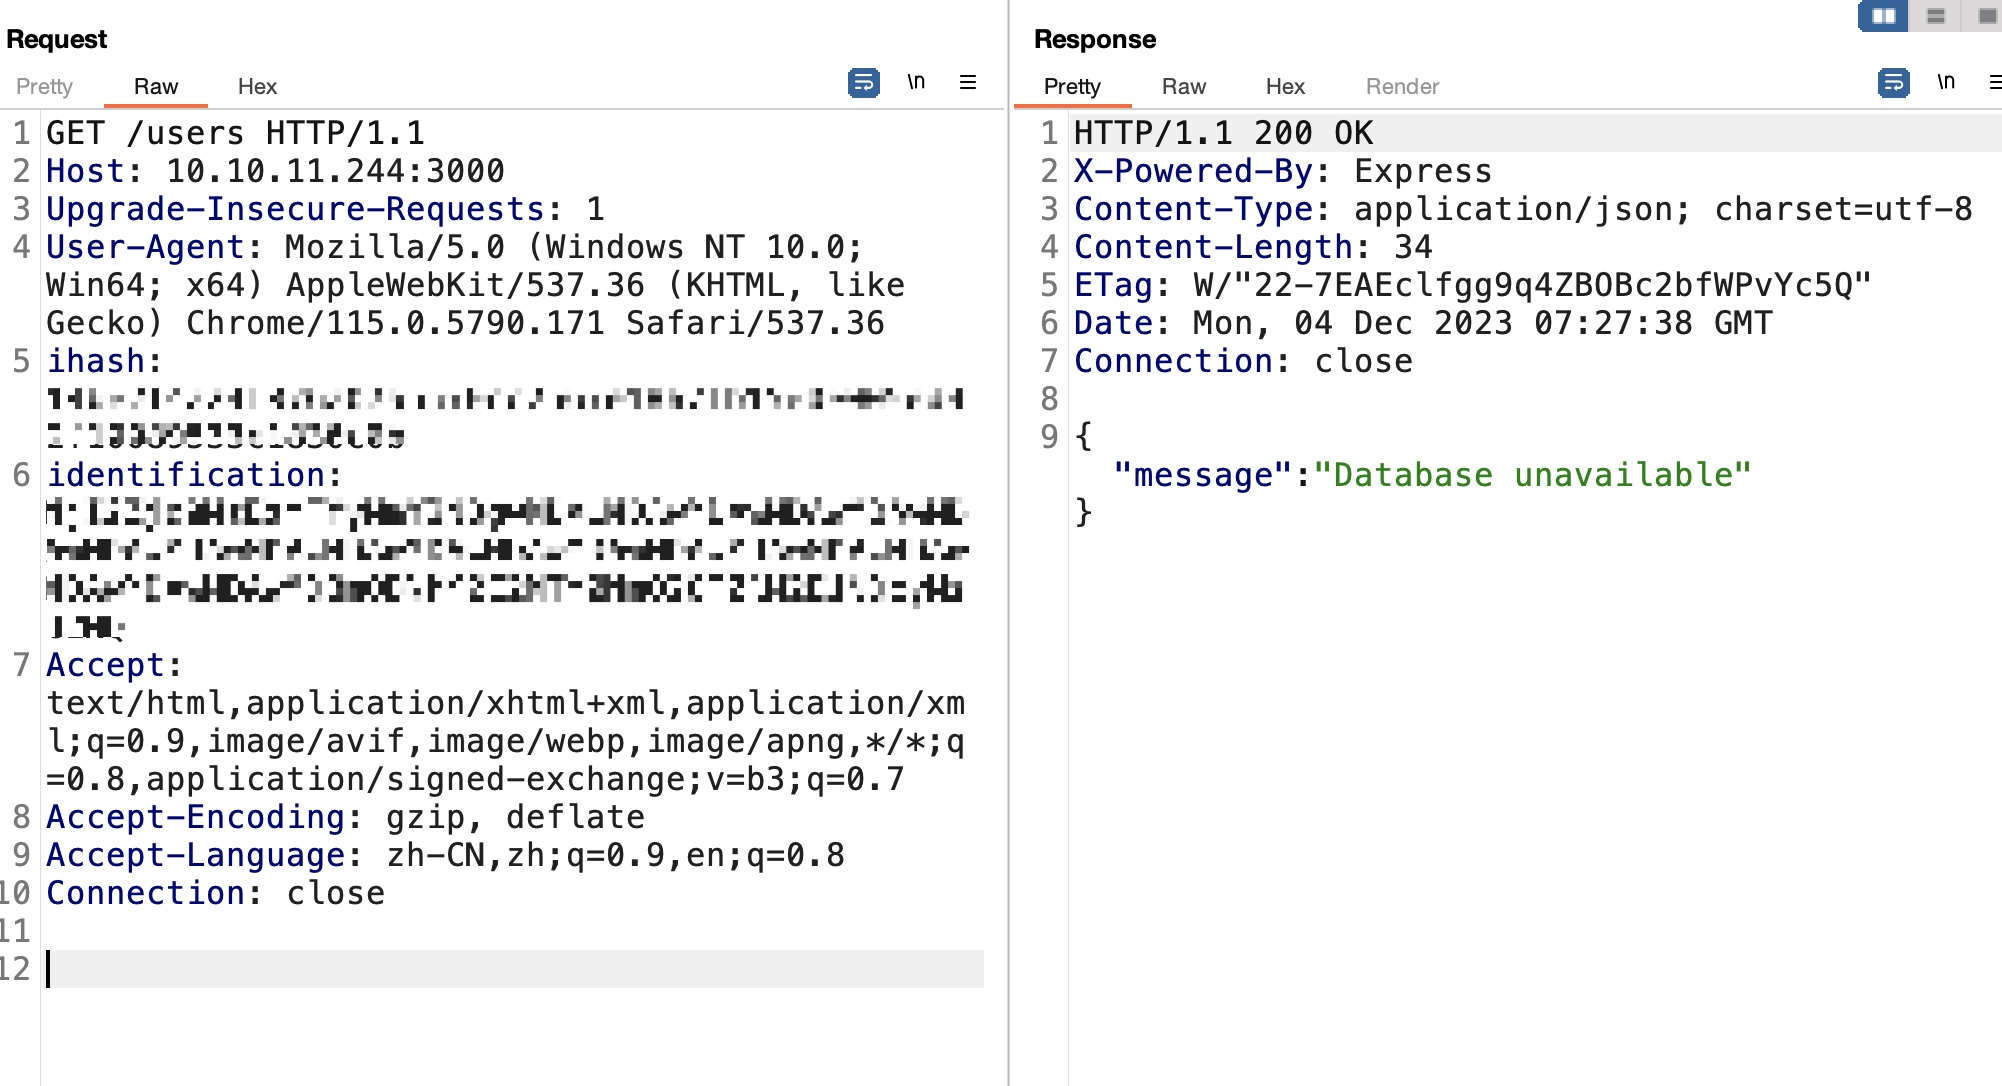 Request
Pretty Raw Hex
\n
1 GET /users HTTP/1.1
2 Host: 10.10.11.244:3000
3 Upgrade-Insecure-Requests: 1
4 User-Agent: Mozilla/5.0 (Windows NT 10.0;
Win64; x64) AppleWebKit/537.36 (KHTML, like
Gecko) Chrome/115.0.5790.171 Safari/537.36
5 ihash:
6 identification:
7 Accept:
text/html,application/xhtml+xml,application/xm
l;q=0.9,image/avif,image/webp,image/apng,*/*;q
=0.8,application/signed-exchange;v=b3;q=0.7
8 Accept-Encoding: gzip, deflate
9 Accept-Language: zh-CN,zh;q=0.9,en;q=0.8
10 Connection: close
11
12
Response
Pretty Raw Hex Render
\n
1 HTTP/1.1 200 OK
2 X-Powered-By: Express
3 Content-Type: application/json; charset=utf-8
4 Content-Length: 34
5 ETag: W/"22-7EAEclfgg9q4ZBOBc2bfWPvYc5Q"
6 Date: Mon, 04 Dec 2023 07:27:38 GMT
7 Connection: close
8
9 {
"message":"Database unavailable"
}